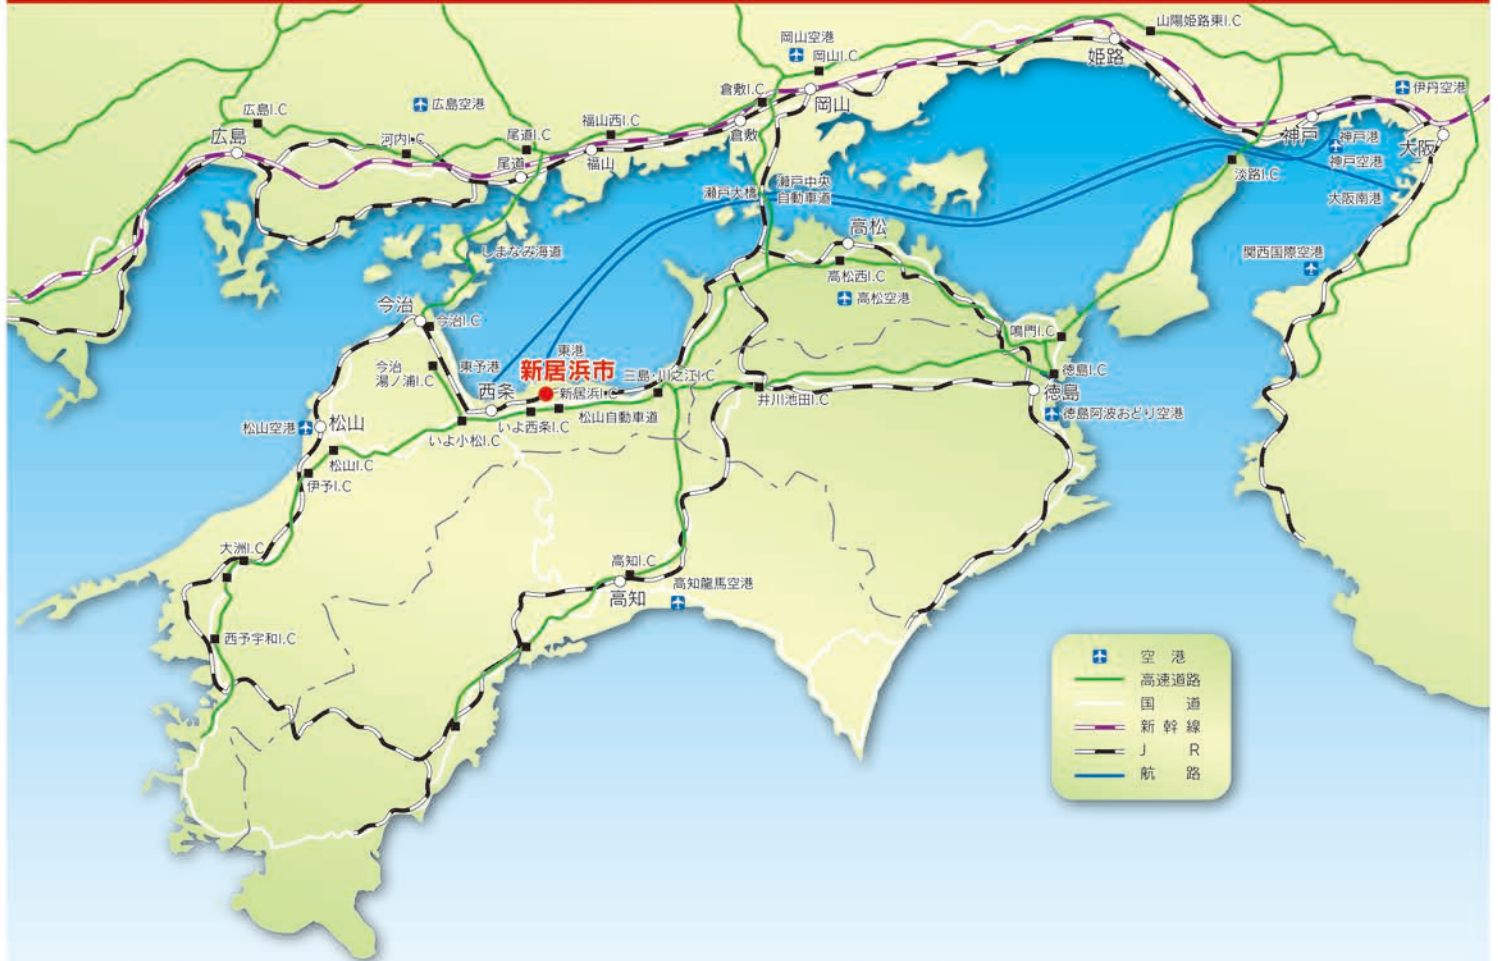 山陽姫路東I.C
岡山空港
岡山I.C
姫路
倉敷I.C
岡山
伊丹空港
広島I.C
広島空港
広島
河内I.C
尾道I.C
福山西I.C
倉敷
神戸
神戸港
大阪
尾道
福山
神戸空港
淡路I.C
瀬戸大橋
瀬戸中央
自動車道
大阪南港
高松
しまなみ海道
関西国際空港
高松西I.C
高松空港
今治
今治I.C
鳴門I.C
東港
今治
湯ノ浦I.C
東予港
新居浜市
三島・川之江I.C
徳島I.C
西条
新居浜I.C
井川池田I.C
徳島
松山空港
松山
いよ西条I.C
松山自動車道
徳島阿波おどり空港
いよ小松I.C
松山I.C
伊予I.C
大洲I.C
高知I.C
高知
高知龍馬空港
西予宇和I.C
空港
高速道路
国道
新幹線
JR
航路